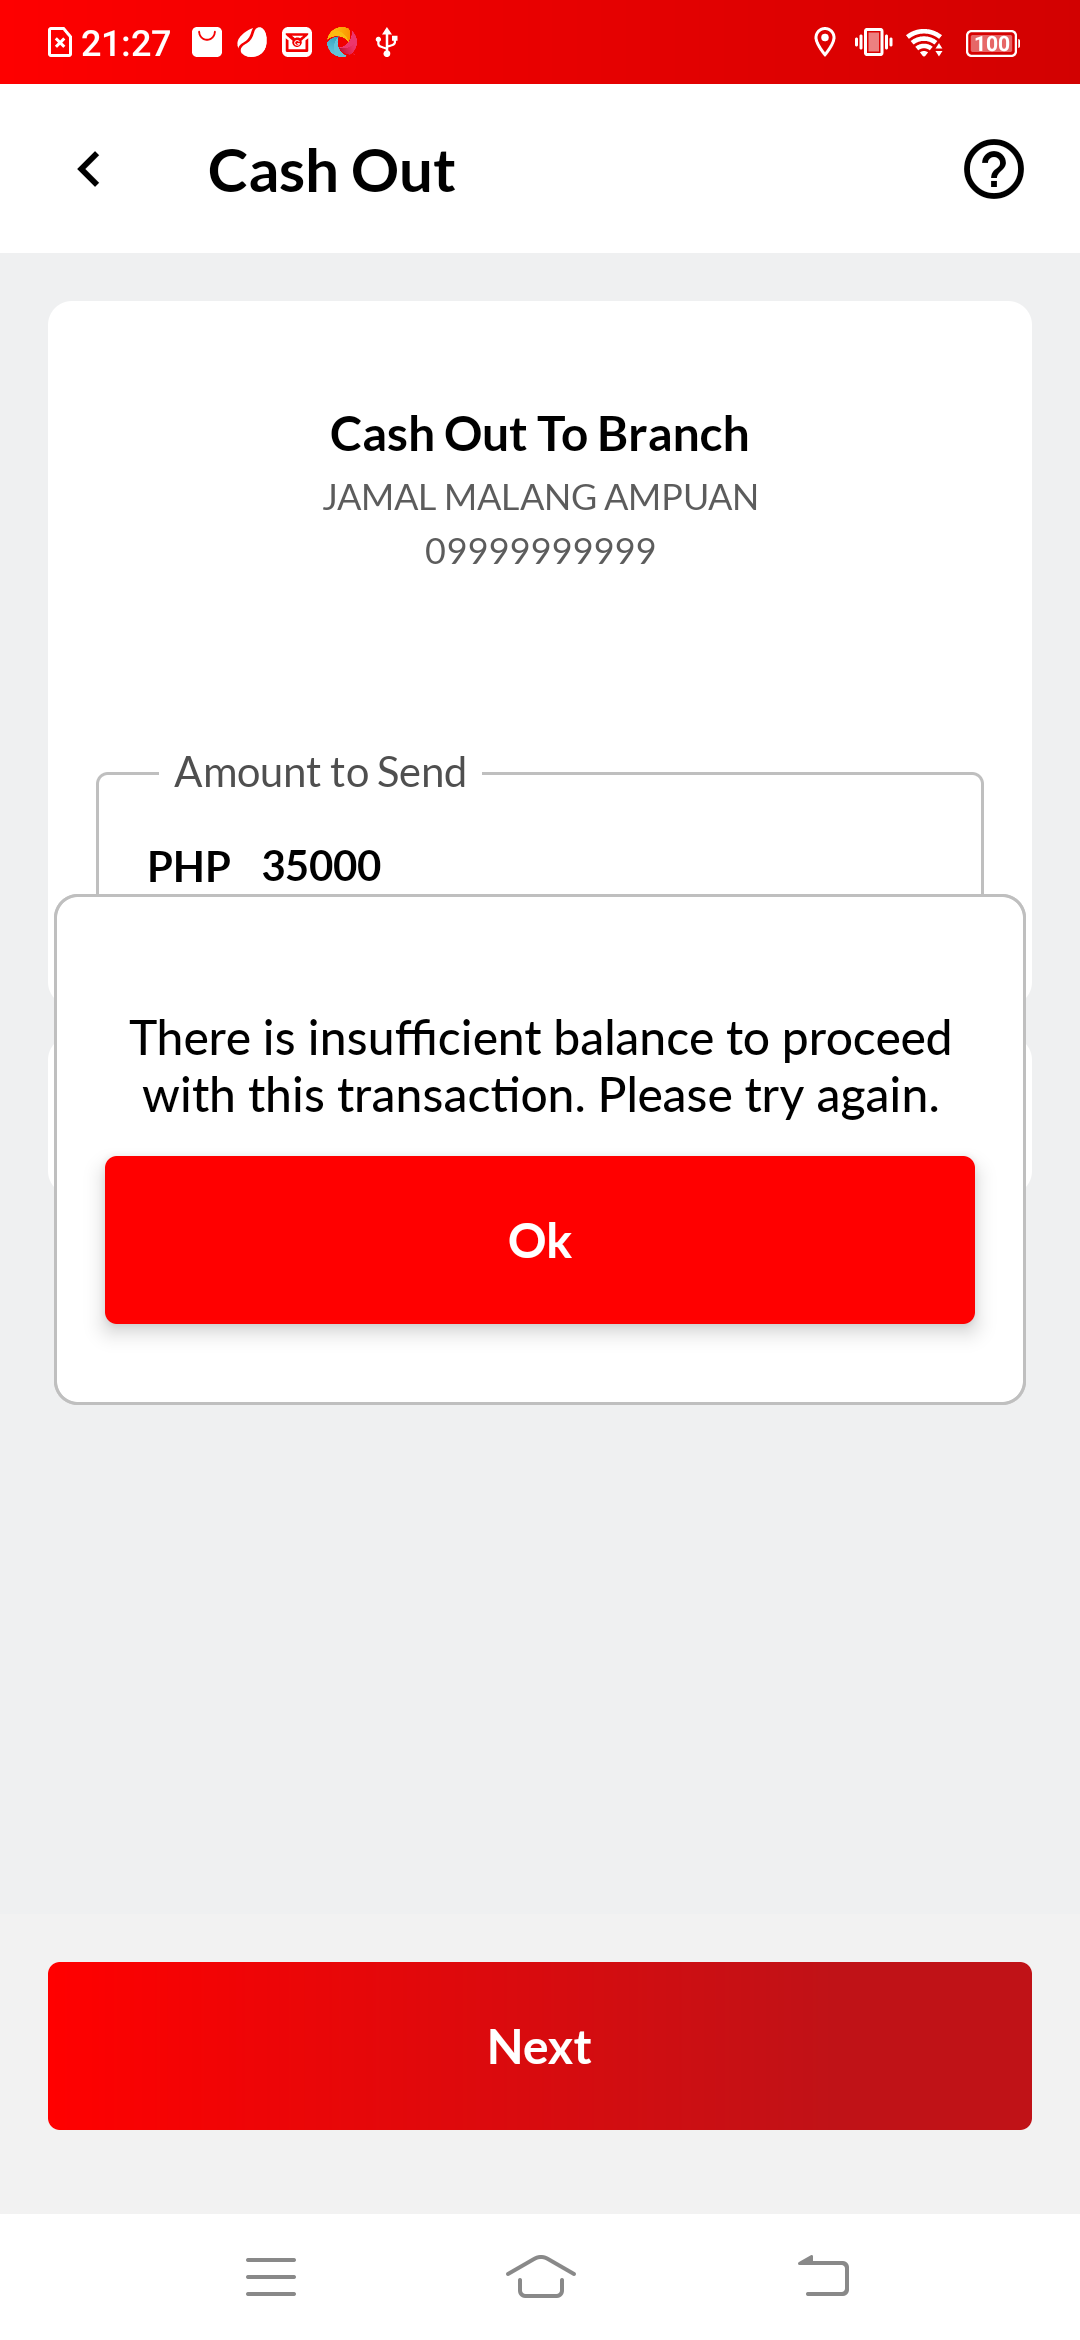 21:27
100
Cash Out
Cash Out To Branch
JAMAL MALANG AMPUAN
09999999999
Amount to Send
PHP 35000
There is insufficient balance to proceed
with this transaction. Please try again.
Ok
Next